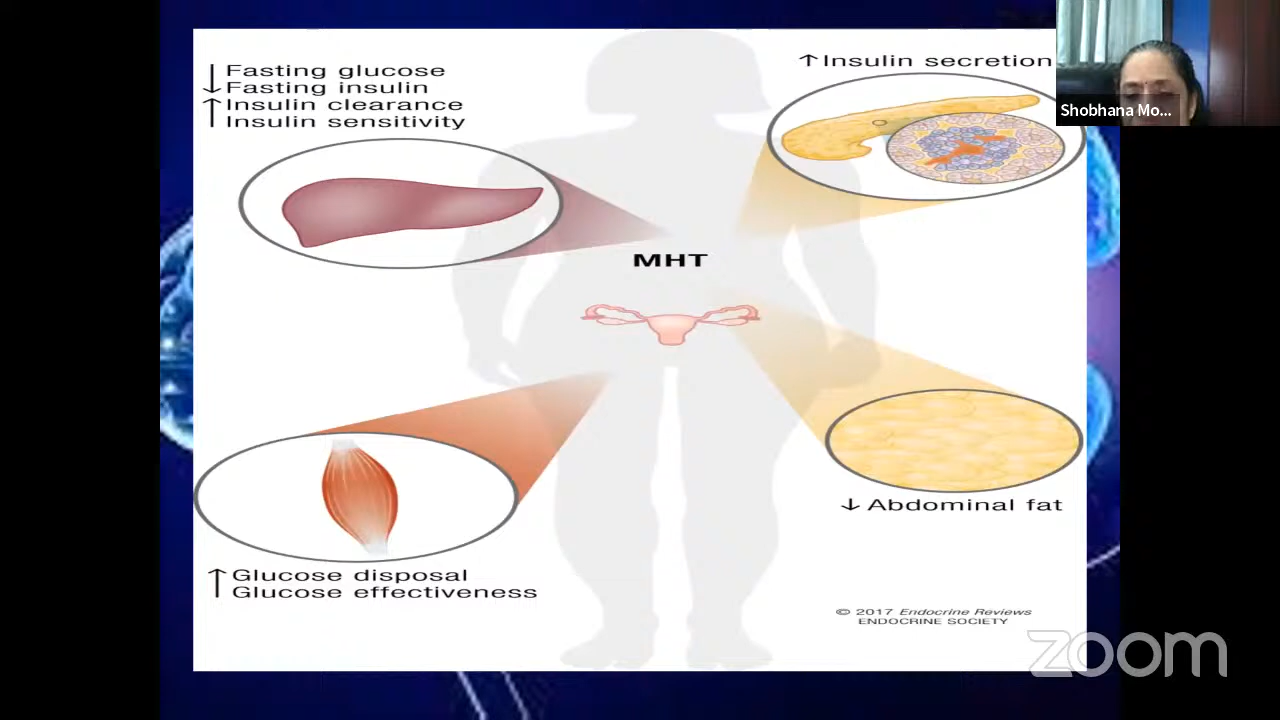 ↓ Fasting glucose
Fasting insulin
↑ Insulin clearance
Insulin sensitivity
↑ Insulin secretion
Shobhana Mo...
MHT
↓ Abdominal fat
↑ Glucose disposal
Glucose effectiveness
© 2017 Endocrine Reviews
ENDOCRINE SOCIETY
zoom